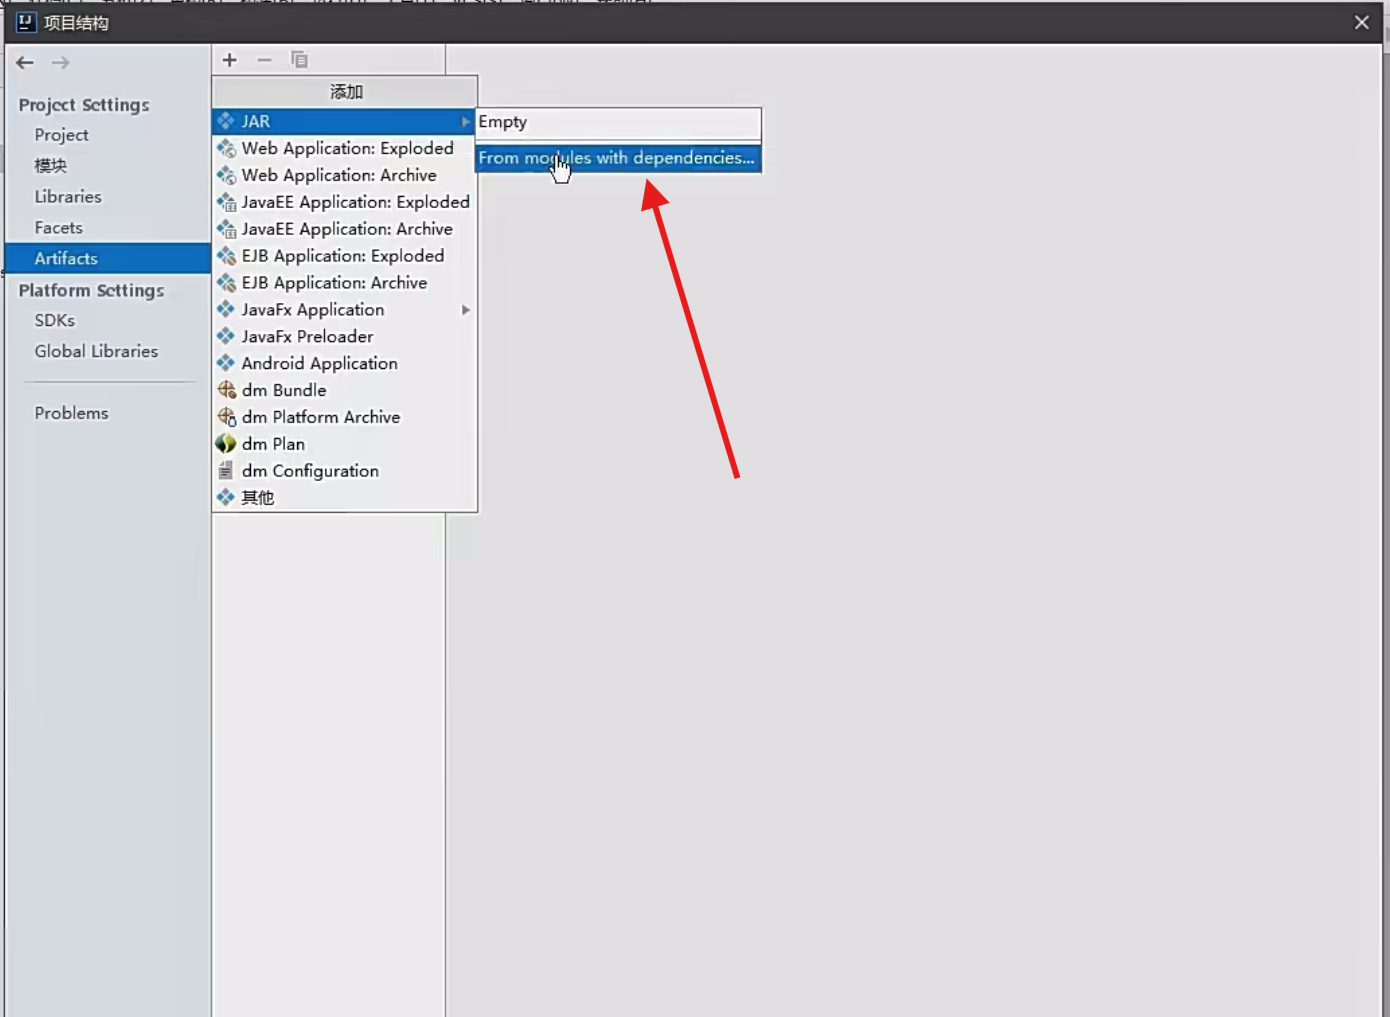 项目结构
Project Settings
Project
模块
Libraries
Facets
Artifacts
Platform Settings
SDKs
Global Libraries
Problems
添加
JAR
Web Application: Exploded
Web Application: Archive
JavaEE Application: Exploded
JavaEE Application: Archive
EJB Application: Exploded
EJB Application: Archive
JavaFx Application
JavaFx Preloader
Android Application
dm Bundle
dm Platform Archive
dm Plan
dm Configuration
其他
Empty
From modules with dependencies...